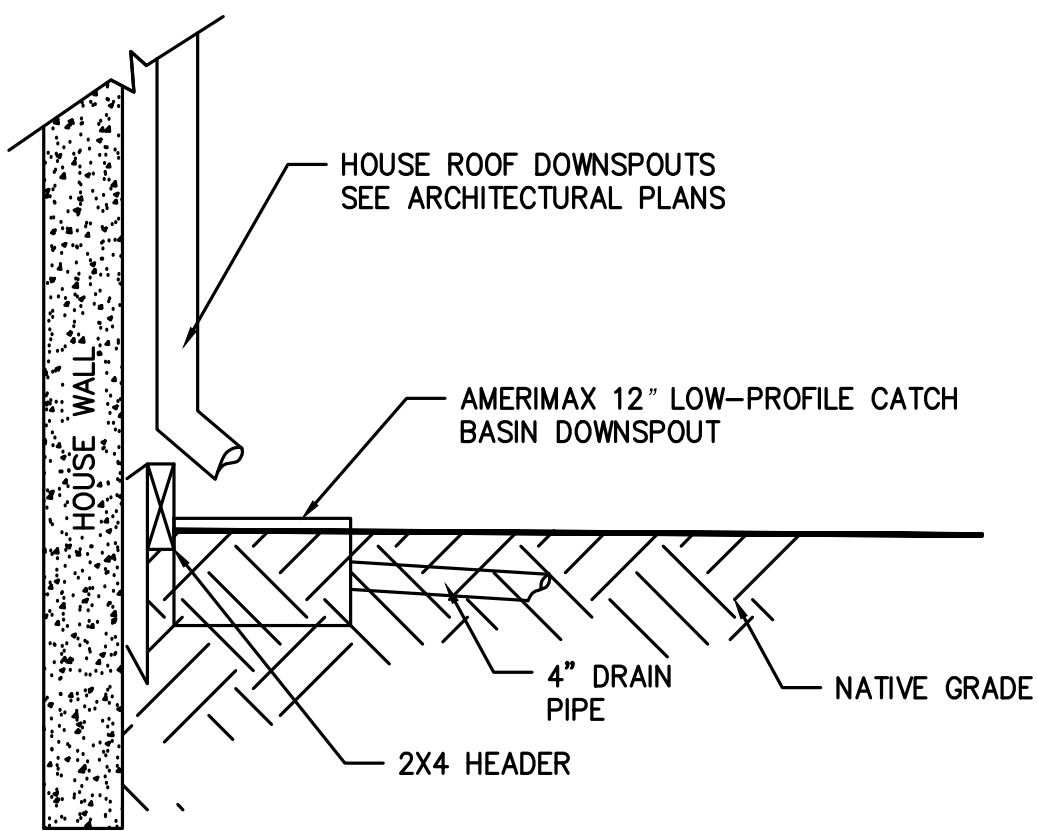 HOUSE ROOF DOWNSPOUTS
SEE ARCHITECTURAL PLANS
HOUSE WALL
AMERIMAX 12" LOW-PROFILE CATCH
BASIN DOWNSPOUT
4" DRAIN
PIPE
NATIVE GRADE
2X4 HEADER